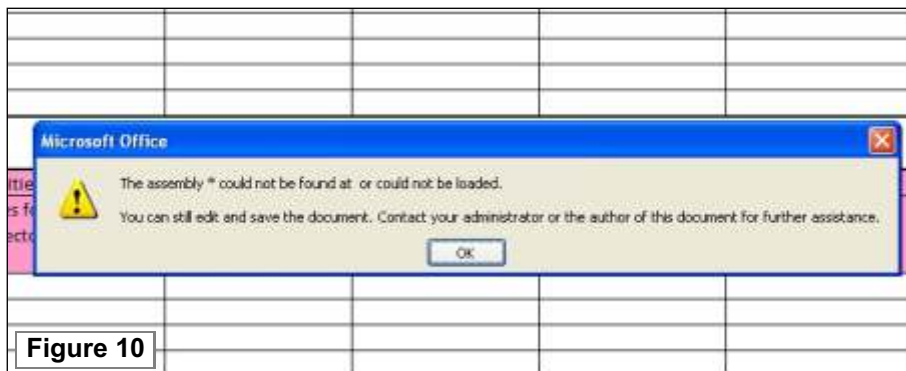 Microsoft Office
The assembly * could not be found at or could not be loaded.
You can still edit and save the document. Contact your administrator or the author of this document for further assistance.
OK
Figure 10